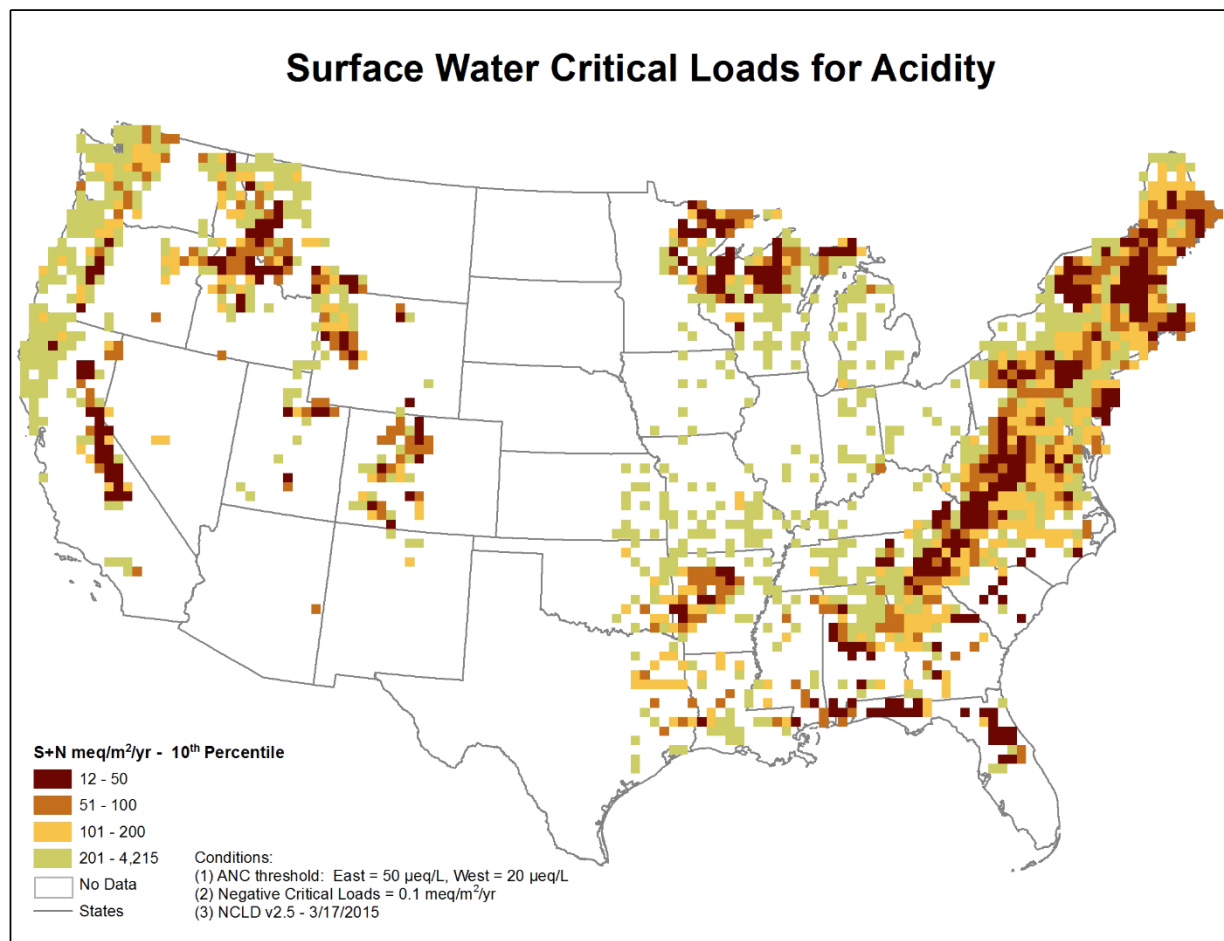 Surface Water Critical Loads for Acidity
S+N meq/m²/yr - 10th Percentile
12 - 50
51 - 100
101 - 200
201 - 4,215
No Data
States
Conditions:
(1) ANC threshold: East = 50 µeq/L, West = 20 µeq/L
(2) Negative Critical Loads = 0.1 meq/m²/yr
(3) NCLD v2.5 - 3/17/2015